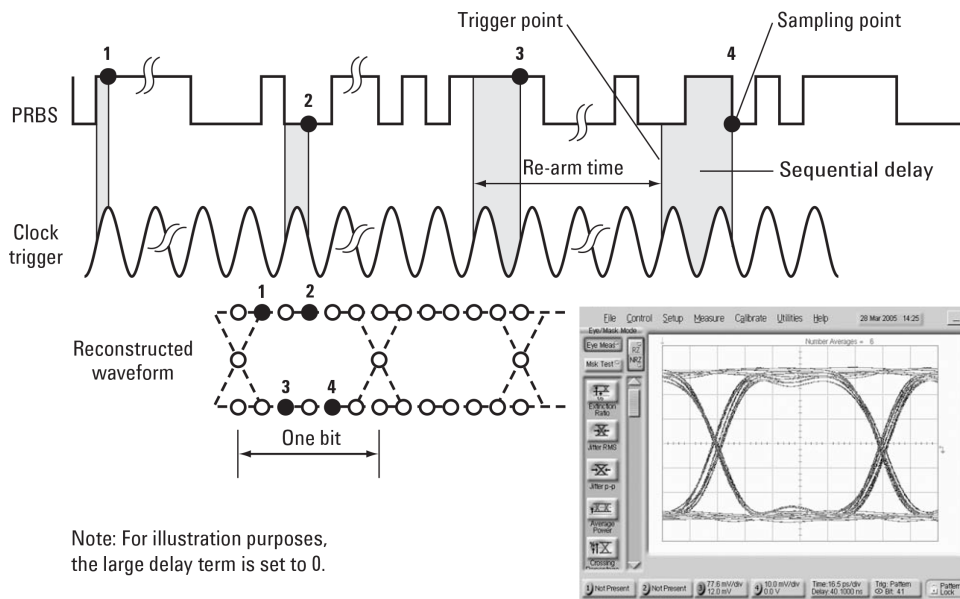 Trigger point
Sampling point
1
3
4
2
PRBS
Re-arm time
Sequential delay
Clock
trigger
1
2
Reconstructed
waveform
3
4
One bit
Note: For illustration purposes,
the large delay term is set to 0.
File Control Setup Measure Calibrate Utilities Help
28 Mar 2005 14:25
Eye/Mask
Mode...
Number Averages = 6
Eye Meas
RZ
NRZ
Msk Test
Extinction
Ratio
Jitter RMS
Jitter p-p
Average
Power
Crossing
1) Not Present
2) Not Present
3) 77.6 mV/div
12.0 mV
4) 10.0 mV/div
0.0 V
Time:16.5 ps/div
Delay:40.1000 ns
Trig: Pattern
Bit: 41
Pattern
Lock